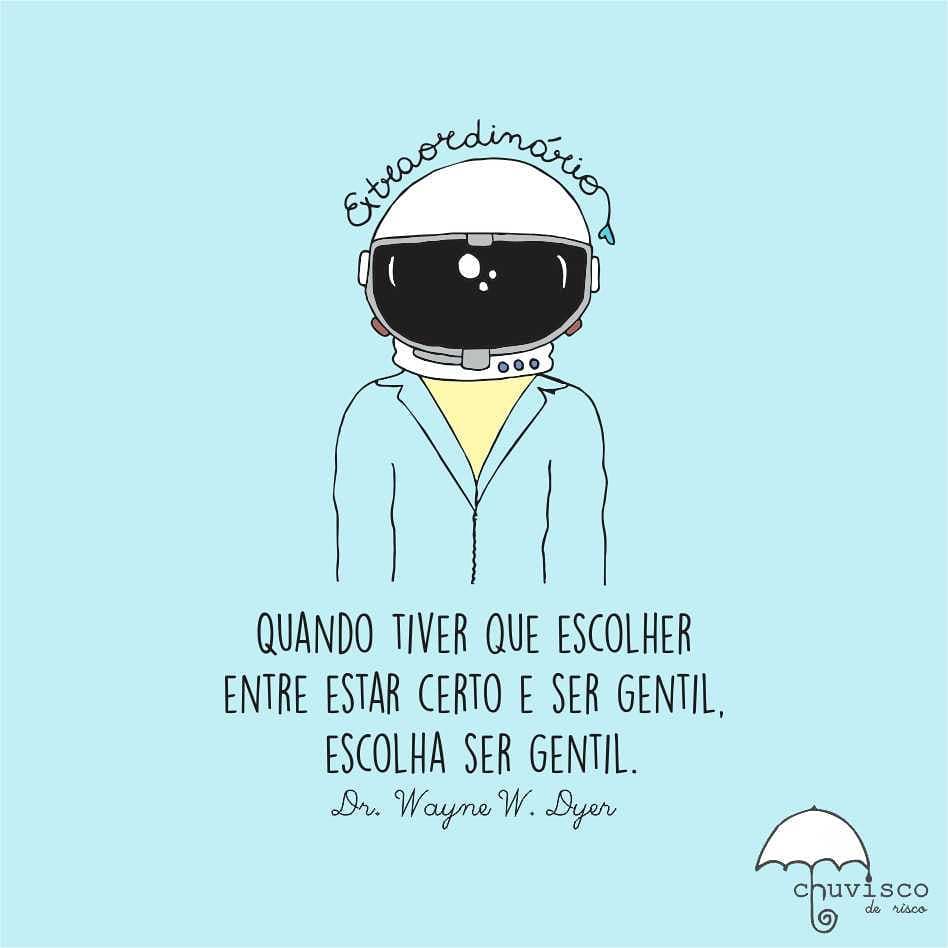 Extraordinário
QUANDO TIVER QUE ESCOLHER
ENTRE ESTAR CERTO E SER GENTIL,
ESCOLHA SER GENTIL.
Dr. Wayne W. Dyer
chuvisco
de risco